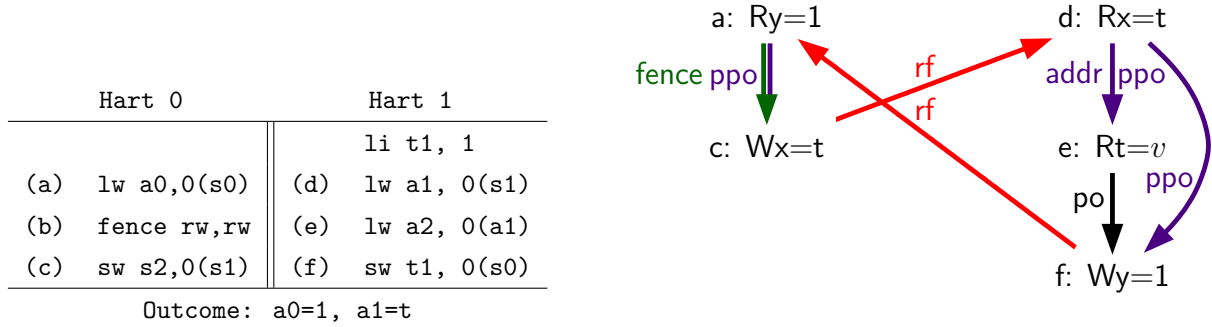 Hart 0 Hart 1
li t1, 1
(a) lw a0,0(s0) (d) lw a1, 0(s1)
(b) fence rw,rw (e) lw a2, 0(a1)
(c) sw s2,0(s1) (f) sw t1, 0(s0)
Outcome: a0=1, a1=t
a: Ry=1 d: Rx=t
fence ppo rf addr ppo
rf
c: Wx=t e: Rt=v
ppo
po
f: Wy=1